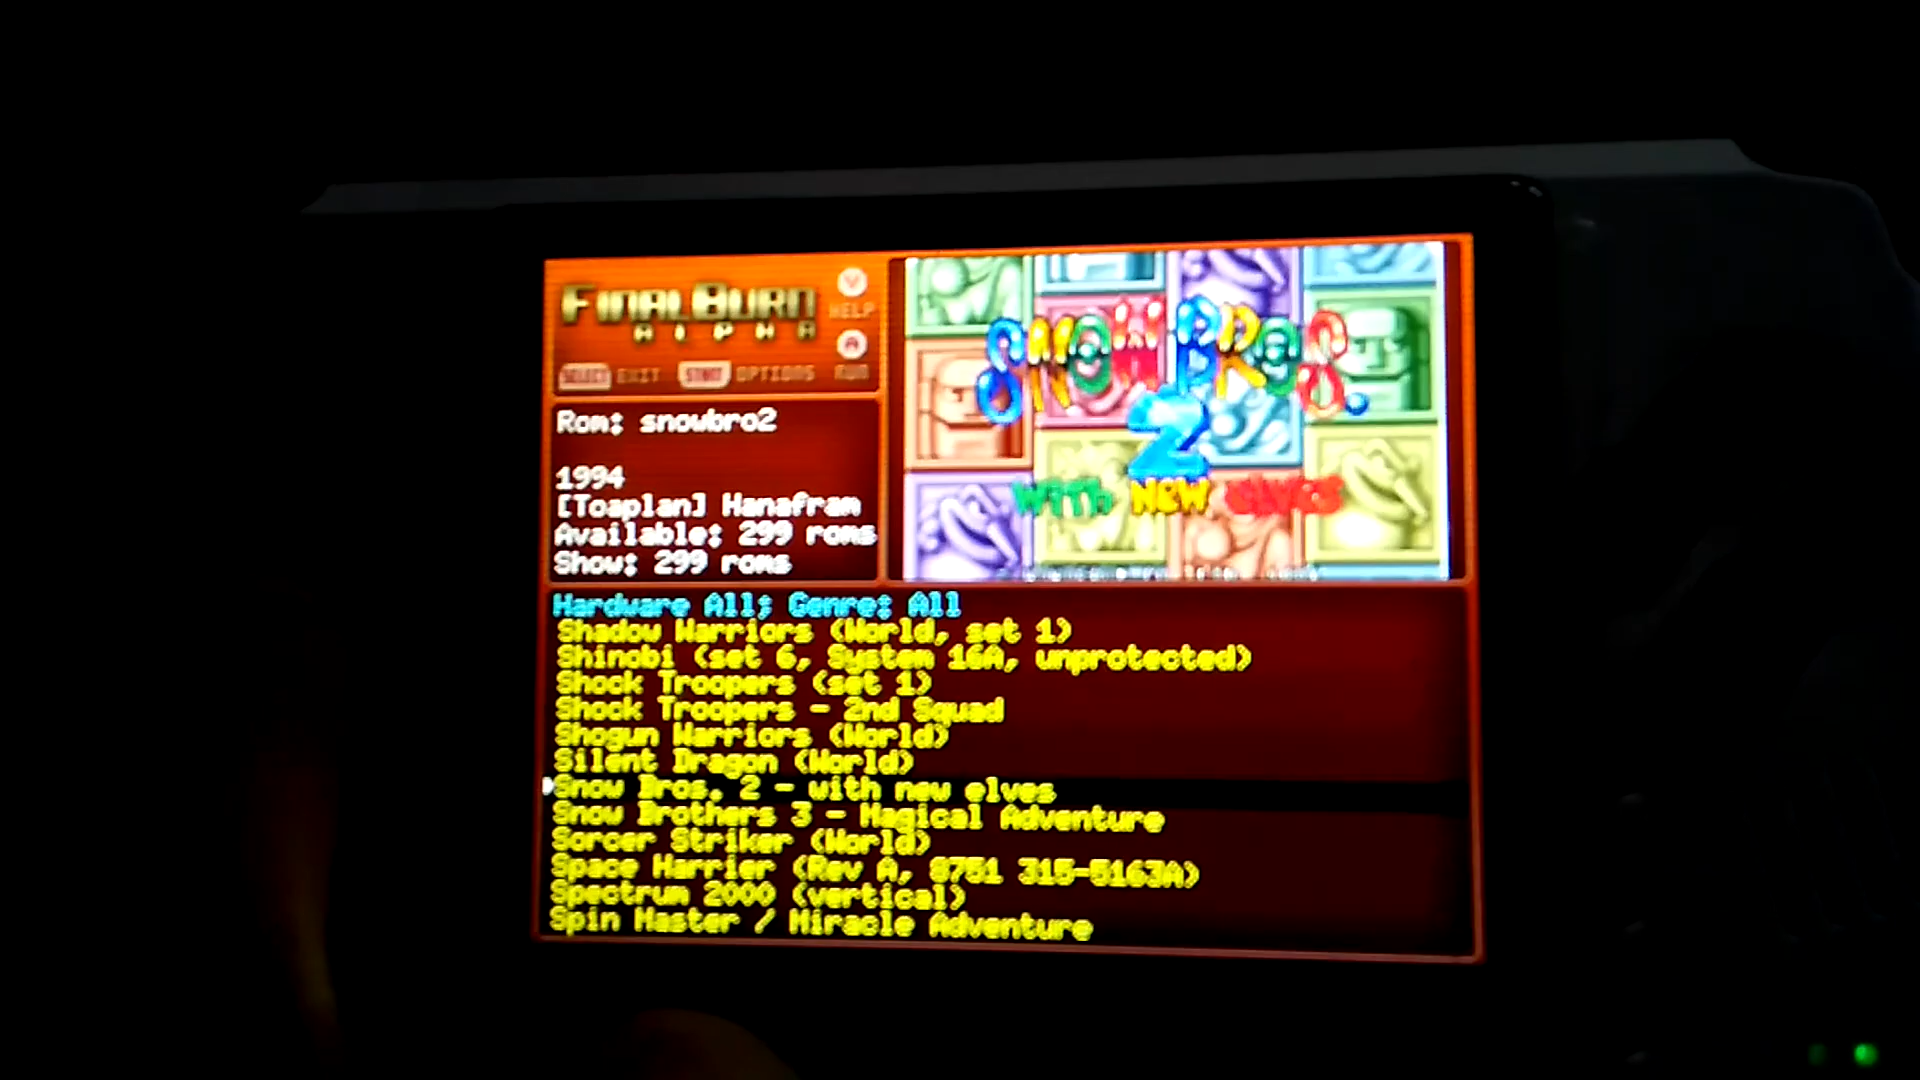 FINALBURN
ALPHA
Y
HELP
A
SELECT EXIT START OPTIONS RUN
Rom: snowbro2
1994
[Toaplan] Hanafram
Available: 299 roms
Show: 299 roms
SNOW BROS.
2
WITH NEW ELVES
Hardware All; Genre: All
Shadow Warriors (World, set 1)
Shinobi (set 6, System 16A, unprotected)
Shock Troopers (set 1)
Shock Troopers - 2nd Squad
Shogun Warriors (World)
Silent Dragon (World)
Snow Bros. 2 - with new elves
Snow Brothers 3 - Magical Adventure
Sorcer Striker (World)
Space Harrier (Rev A, 8751 315-5163A)
Spectrum 2000 (vertical)
Spin Master / Miracle Adventure